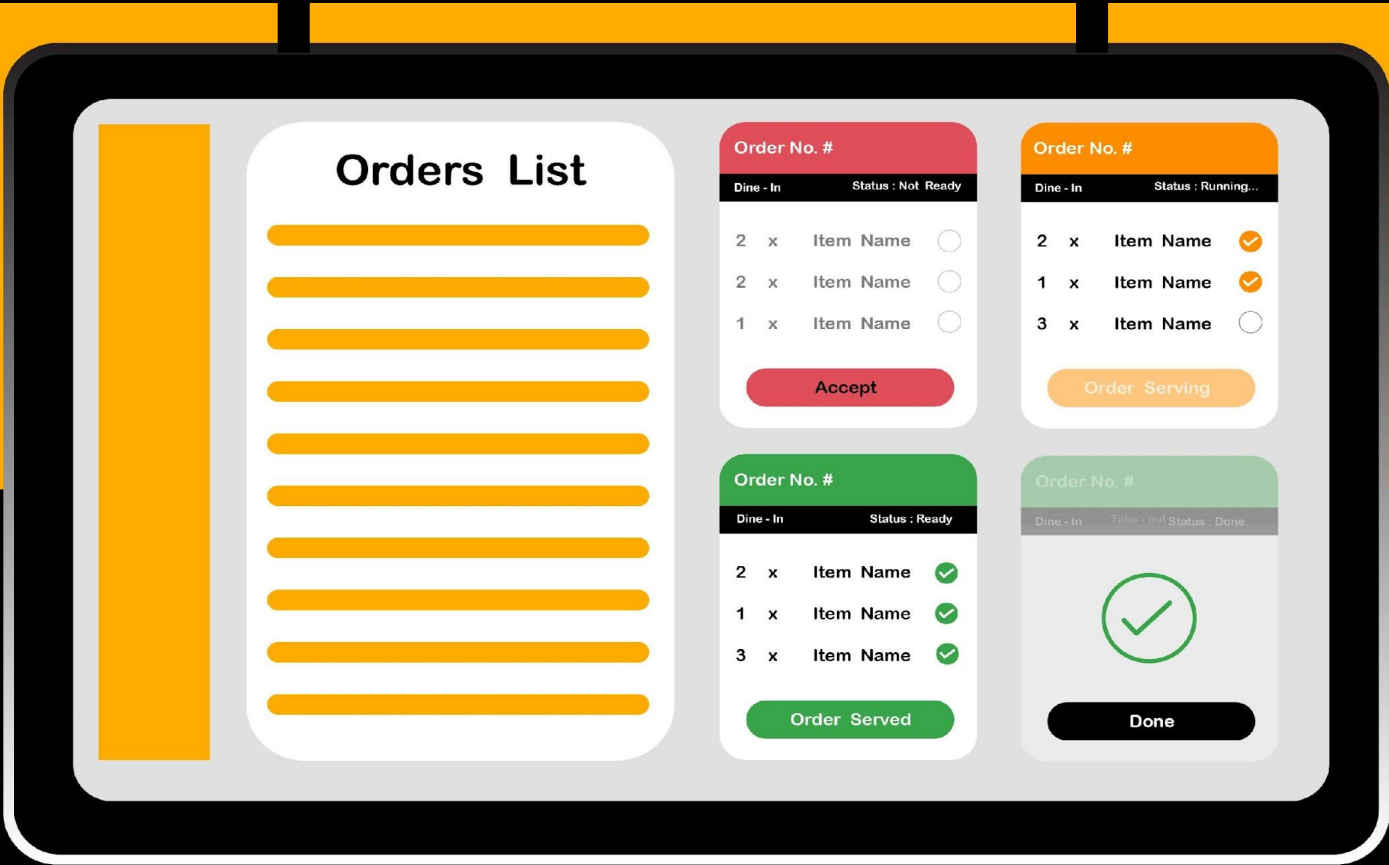 Orders List
Order No. #
Dine - In Status : Not Ready
2 x Item Name
2 x Item Name
1 x Item Name
Accept
Order No. #
Dine - In Status : Running...
2 x Item Name
1 x Item Name
3 x Item Name
Order Serving
Order No. #
Dine - In Status : Ready
2 x Item Name
1 x Item Name
3 x Item Name
Order Served
Order No. #
Dine - In Take - out Status : Done
Done